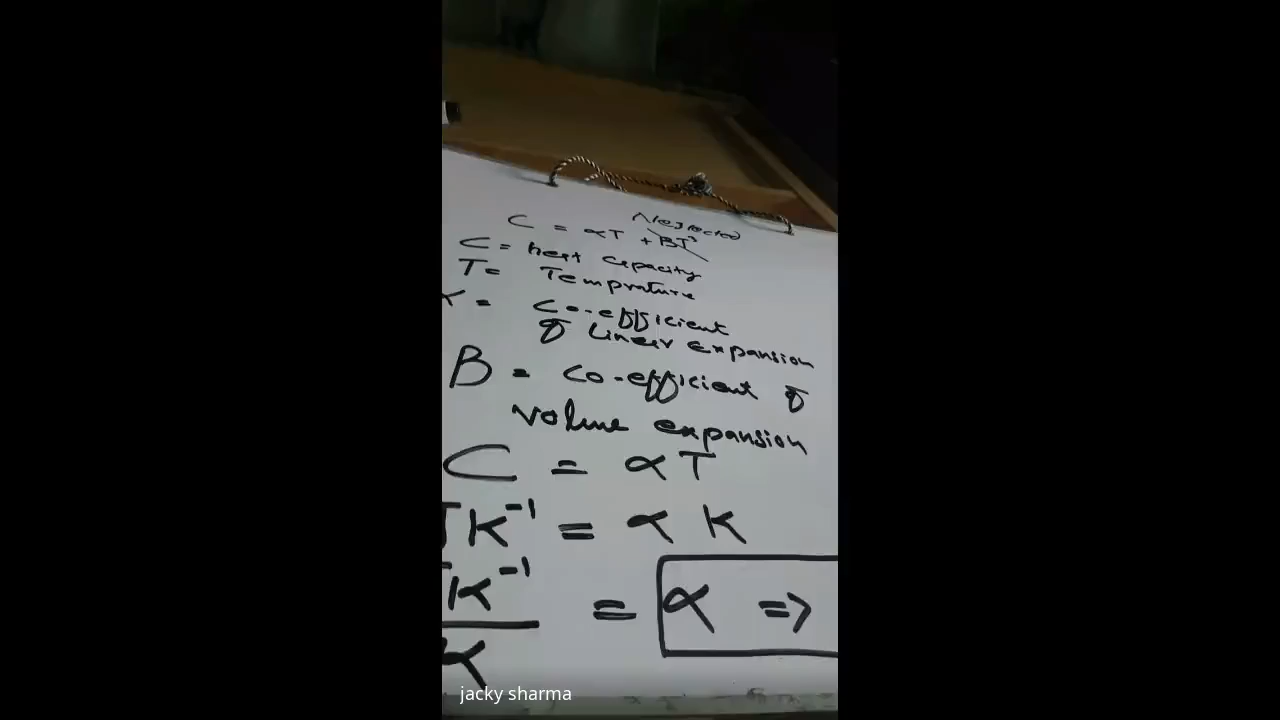 Neglected
C = αT + BT³
C = heat capacity
T = Temprature
α = Co-efficient
of linear expansion
B = co-efficient of
volume expansion
C = αT
JK⁻¹ = α K
K⁻¹
K
= α ⇒
jacky sharma